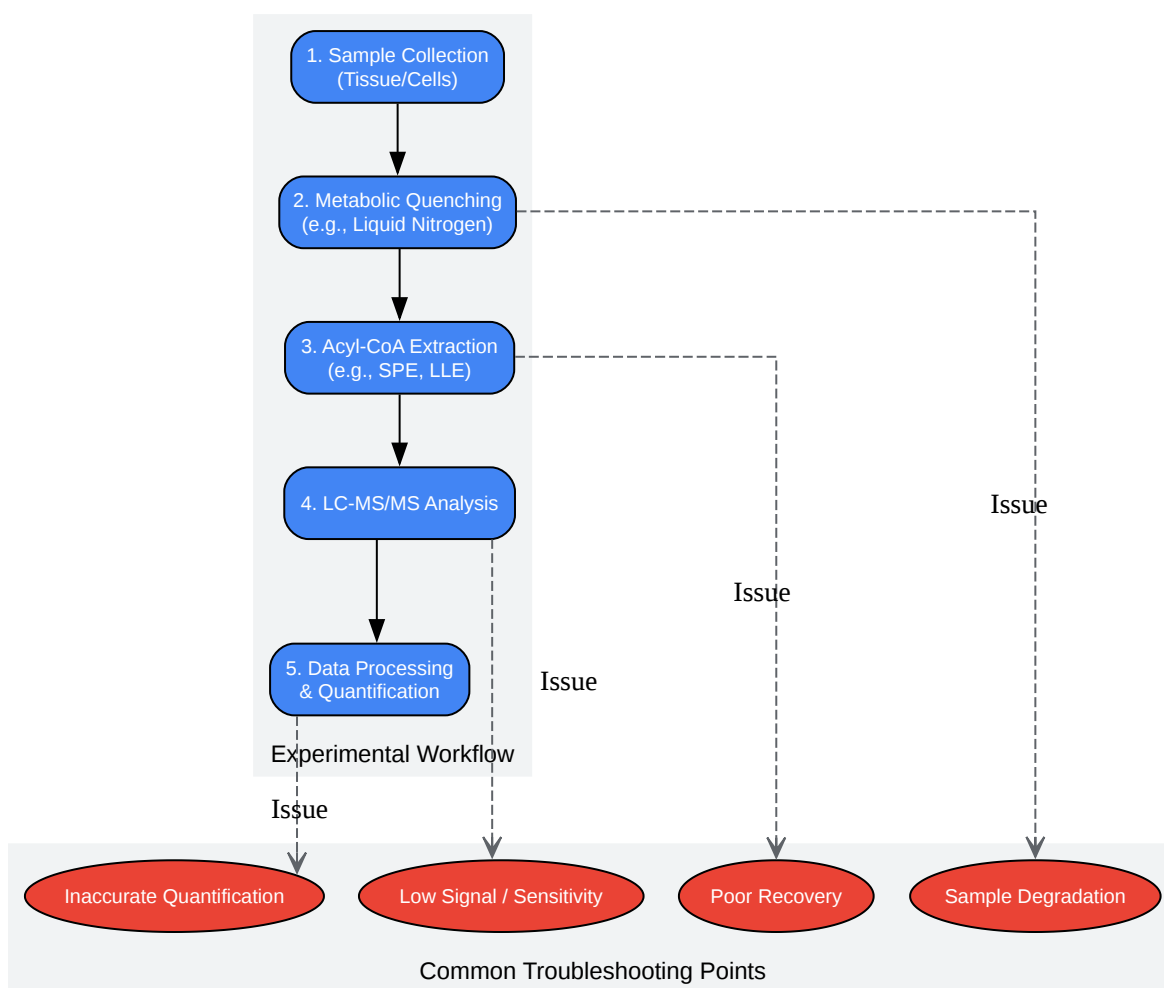 1. Sample Collection
(Tissue/Cells)
2. Metabolic Quenching
(e.g., Liquid Nitrogen)
3. Acyl-CoA Extraction
(e.g., SPE, LLE)
4. LC-MS/MS Analysis
Issue
Issue
5. Data Processing
& Quantification
Issue
Experimental Workflow
Issue
Inaccurate Quantification
Low Signal / Sensitivity
Poor Recovery
Sample Degradation
Common Troubleshooting Points